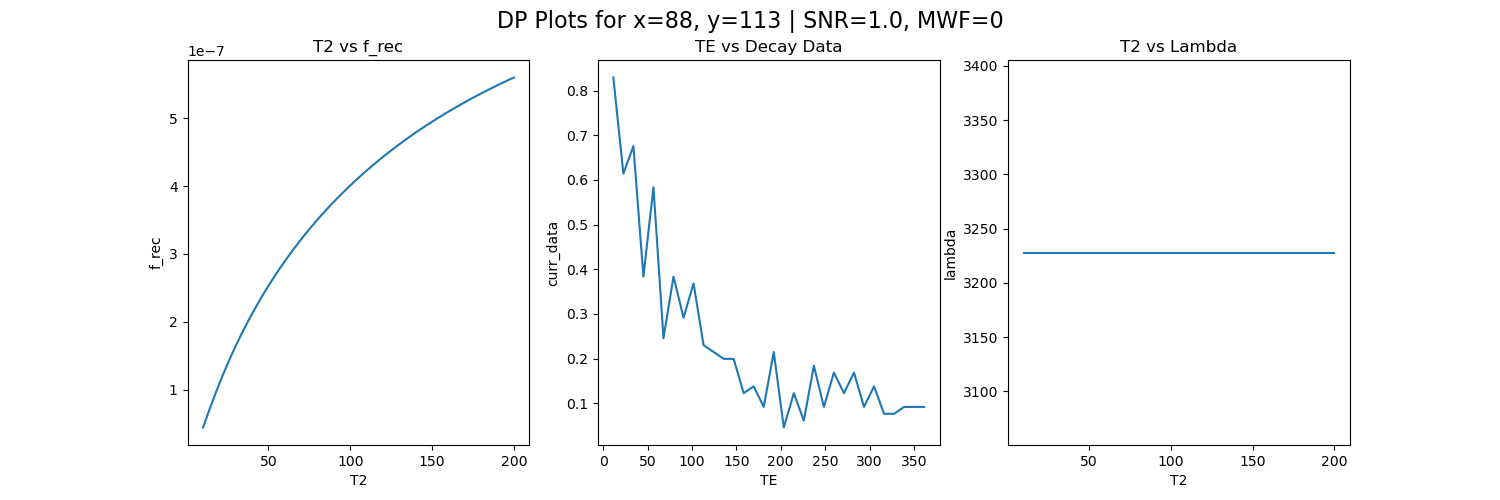 DP Plots for x=88, y=113 | SNR=1.0, MWF=0
T2 vs f_rec
1e−7
5
4
3
2
1
f_rec
50 100 150 200
T2
TE vs Decay Data
0.8
0.7
0.6
0.5
0.4
0.3
0.2
0.1
curr_data
0 50 100 150 200 250 300 350
TE
T2 vs Lambda
3400
3350
3300
3250
3200
3150
3100
lambda
50 100 150 200
T2